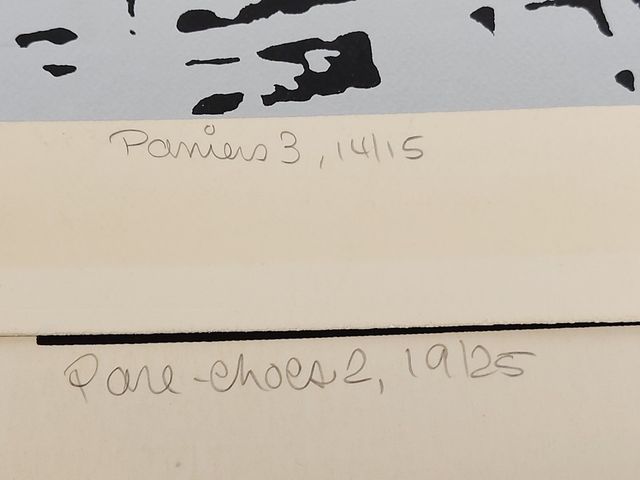 Paniers 3, 14/15
Pare-chocs 2, 19/25